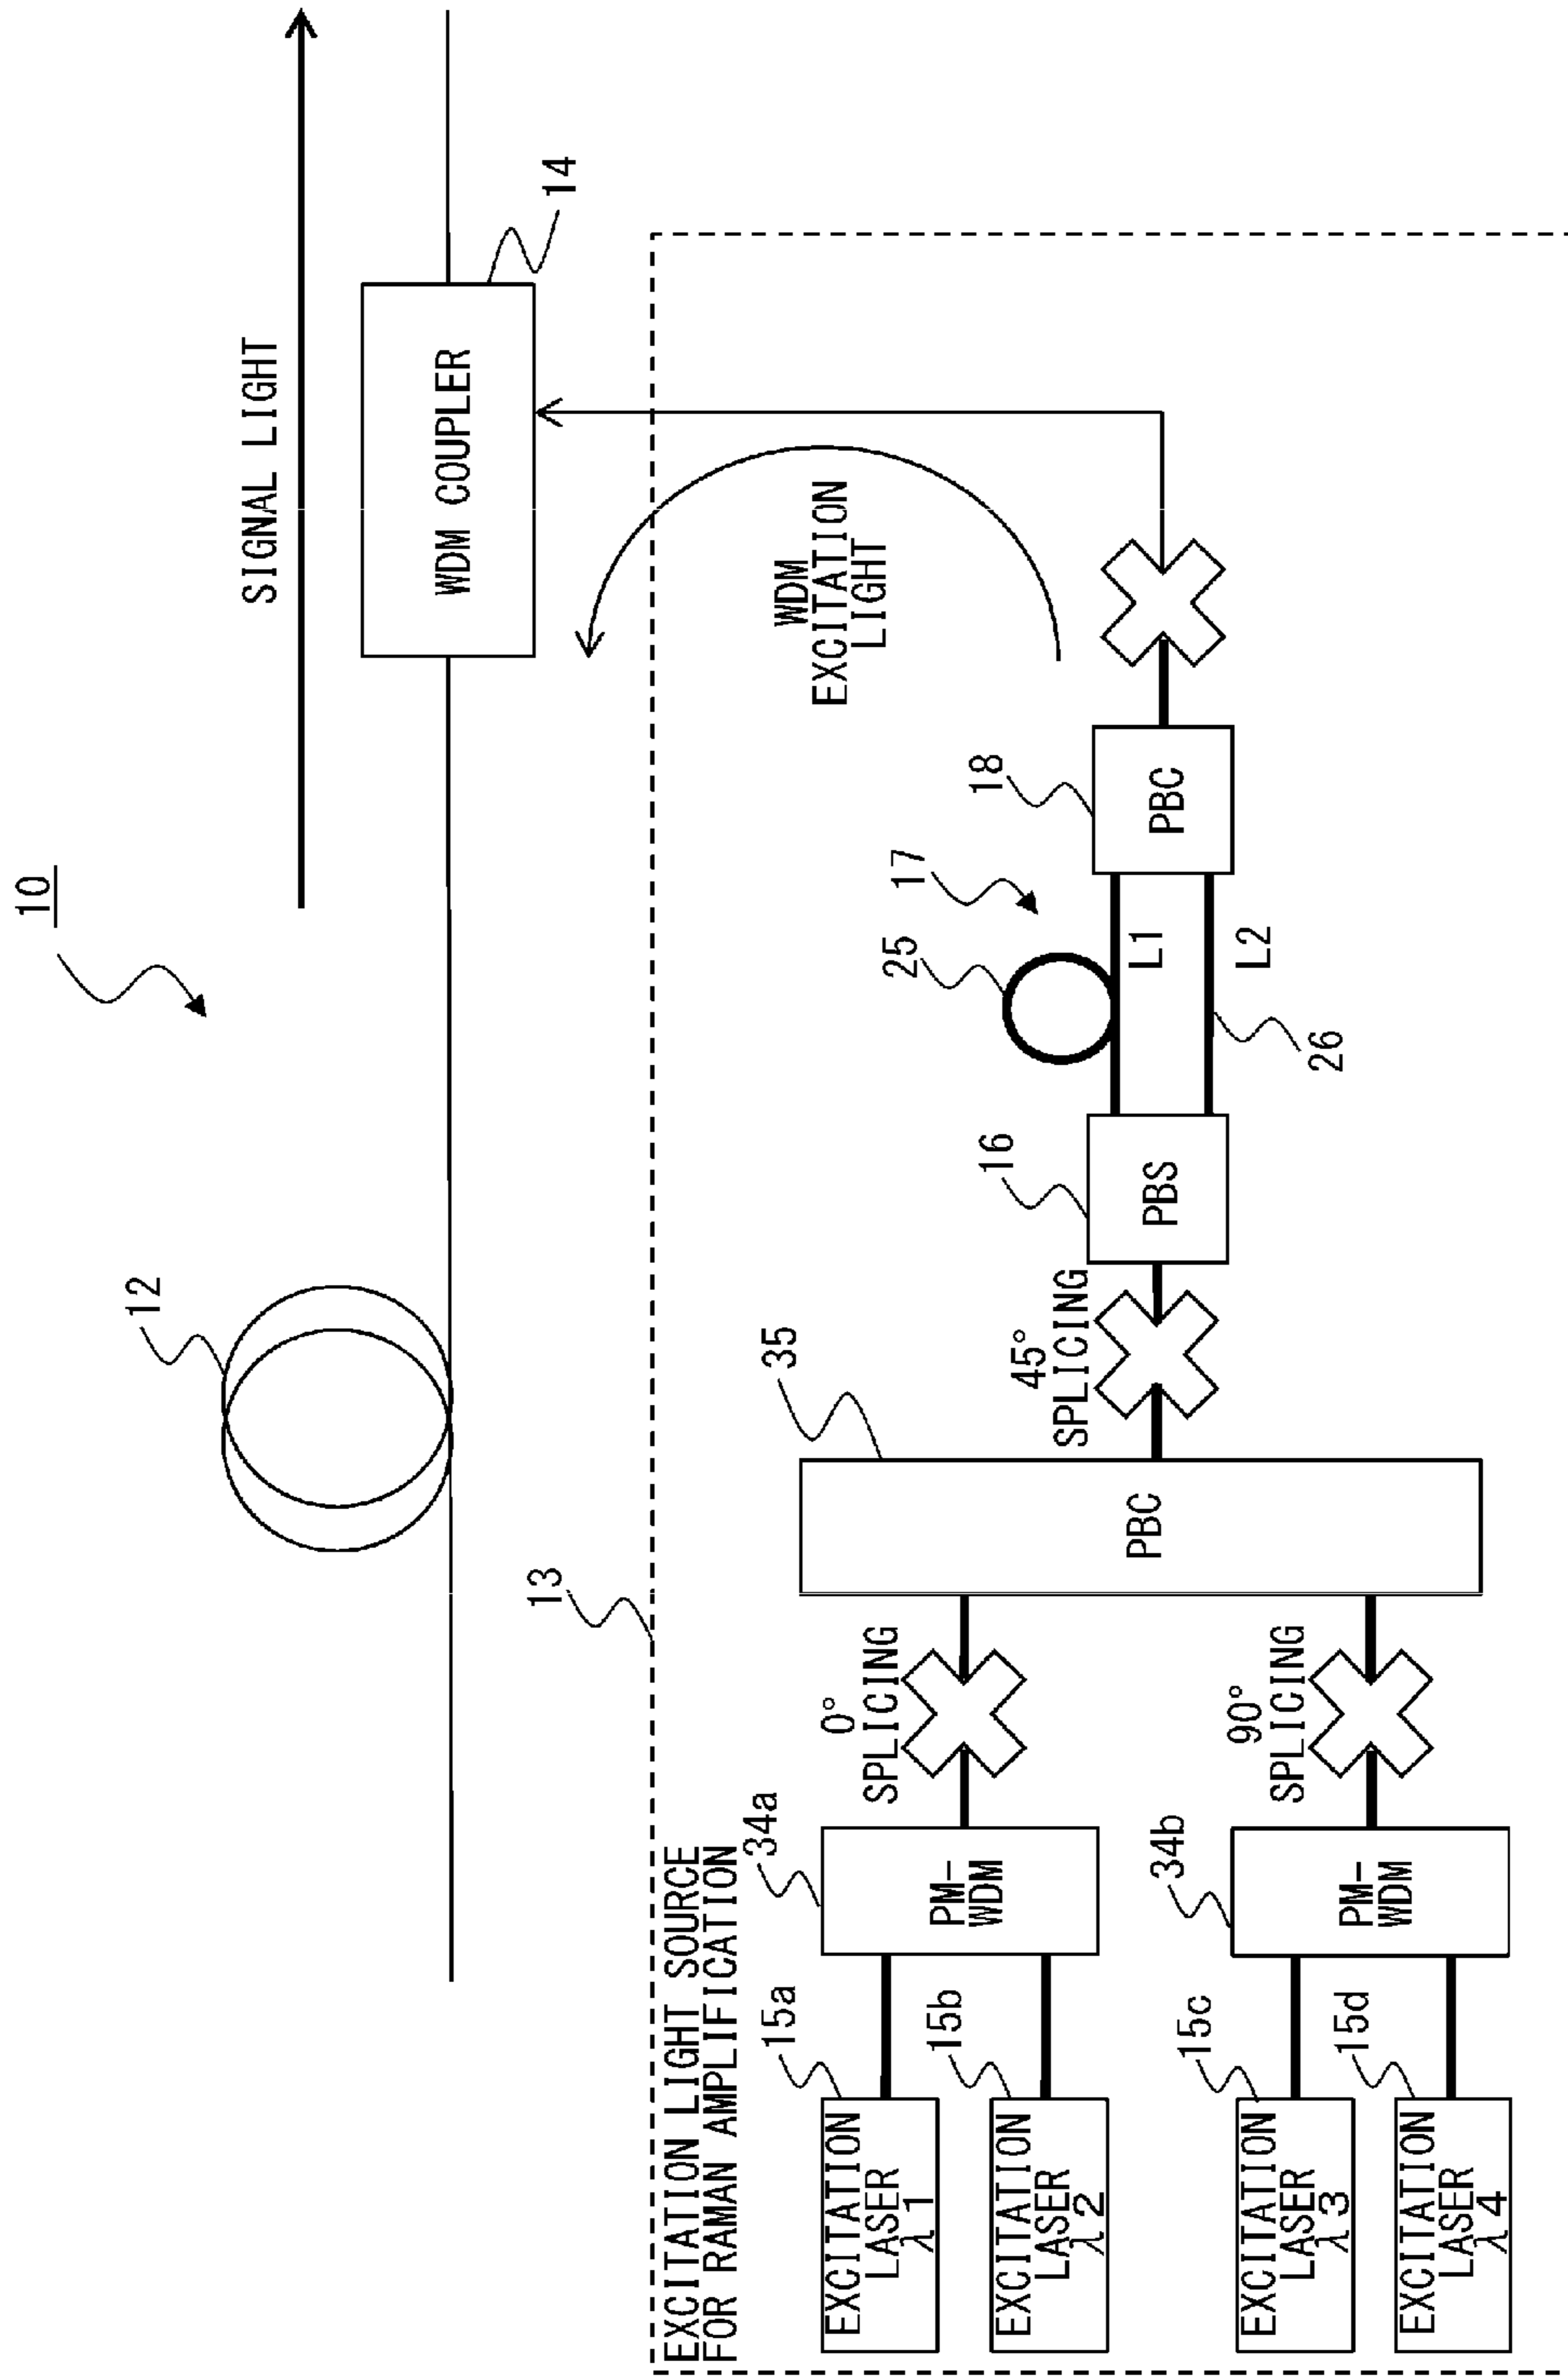 10
SIGNAL LIGHT
12
WDM COUPLER
14
13
EXCITATION LIGHT SOURCE
FOR RAMAN AMPLIFICATION
WDM
EXCITATION
LIGHT
15a
EXCITATION
LASER
λ1
15b
EXCITATION
LASER
λ2
15c
EXCITATION
LASER
λ3
15d
EXCITATION
LASER
λ4
34a
PM-
WDM
34b
PM-
WDM
0°
SPLICING
90°
SPLICING
35
PBC
45°
SPLICING
16
PBS
25
17
L1
L2
26
18
PBC